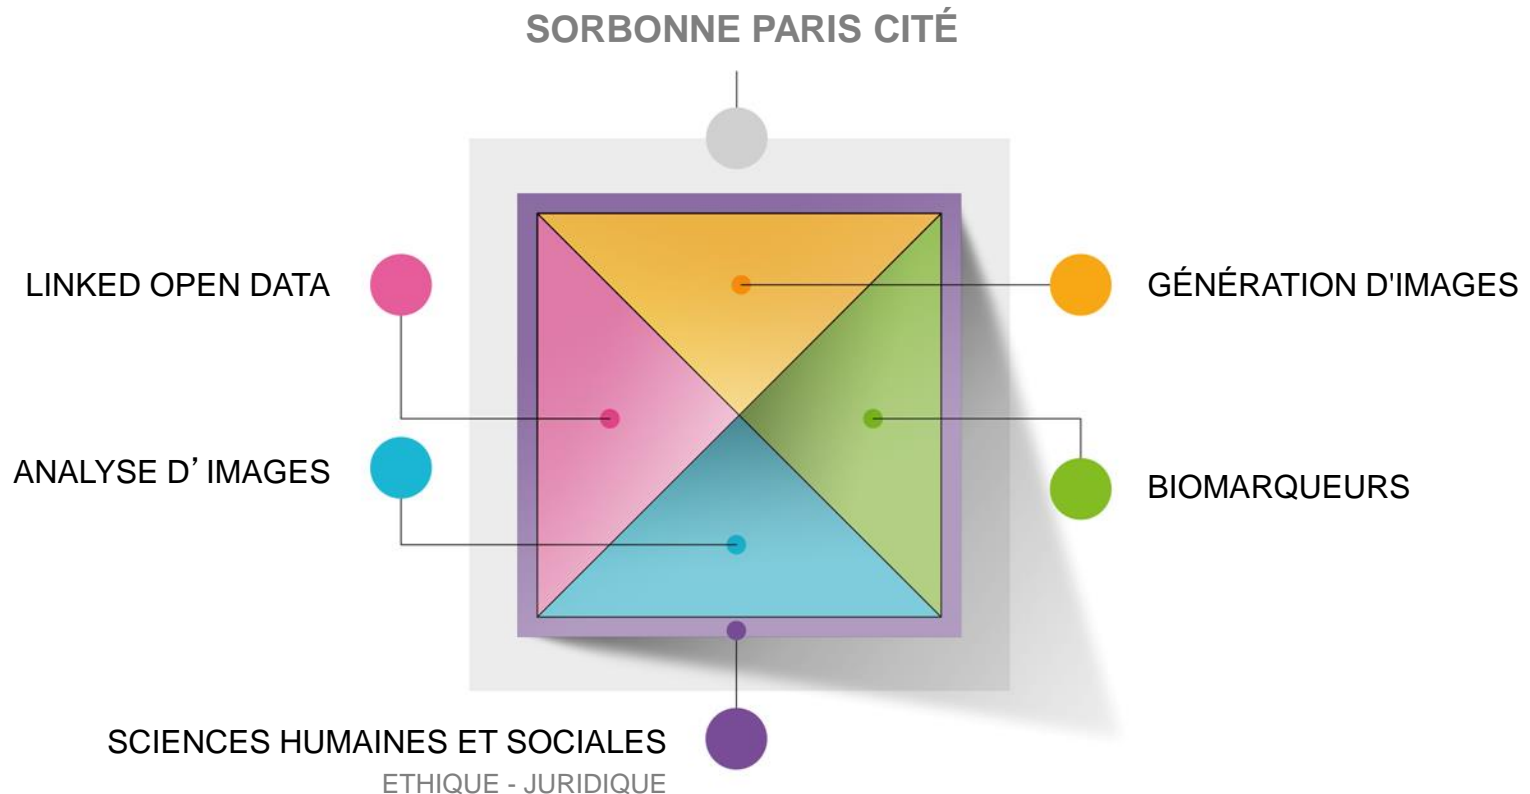 SORBONNE PARIS CITÉ
LINKED OPEN DATA
GÉNÉRATION D'IMAGES
ANALYSE D’ IMAGES
BIOMARQUEURS
SCIENCES HUMAINES ET SOCIALES
ETHIQUE - JURIDIQUE